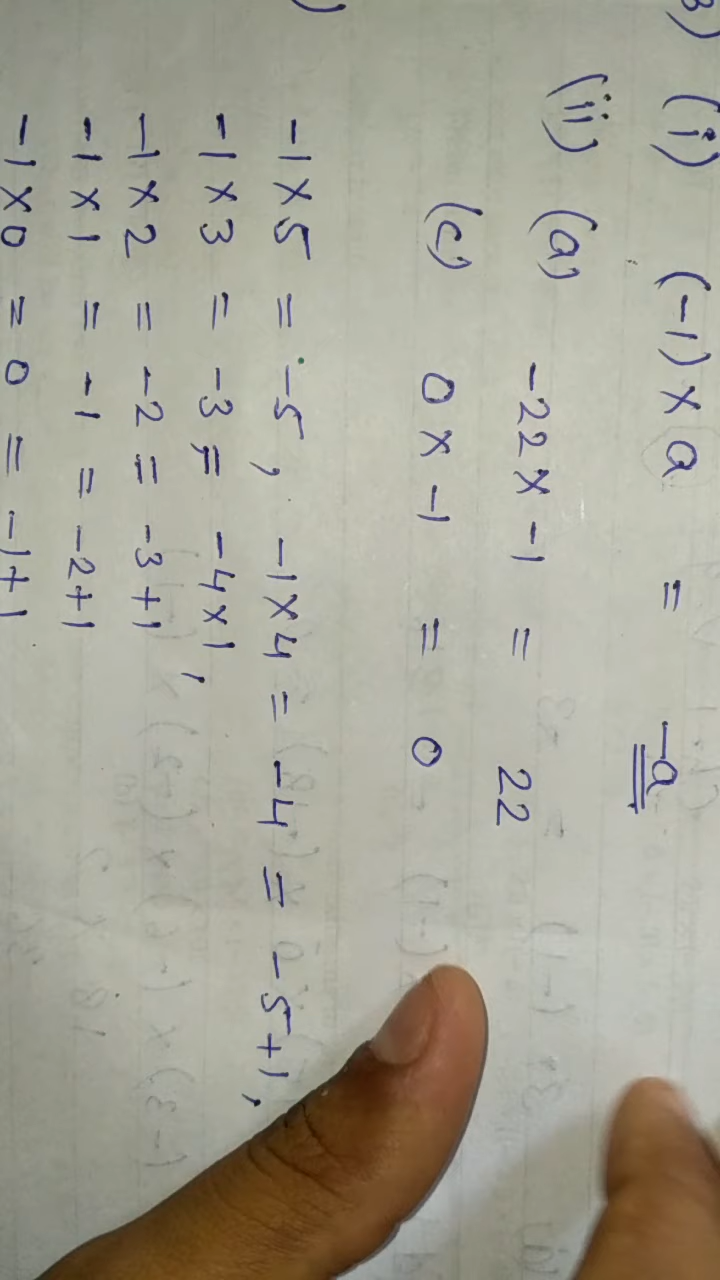 3) (i) (-1) × a = -a
(ii) (a) -22 × -1 = 22
(c) 0 × -1 = 0
) -1 × 5 = -5, -1 × 4 = -4 = -5+1,
-1 × 3 = -3 = -4×1,
-1 × 2 = -2 = -3+1
-1 × 1 = -1 = -2+1
-1 × 0 = 0 = -1+1